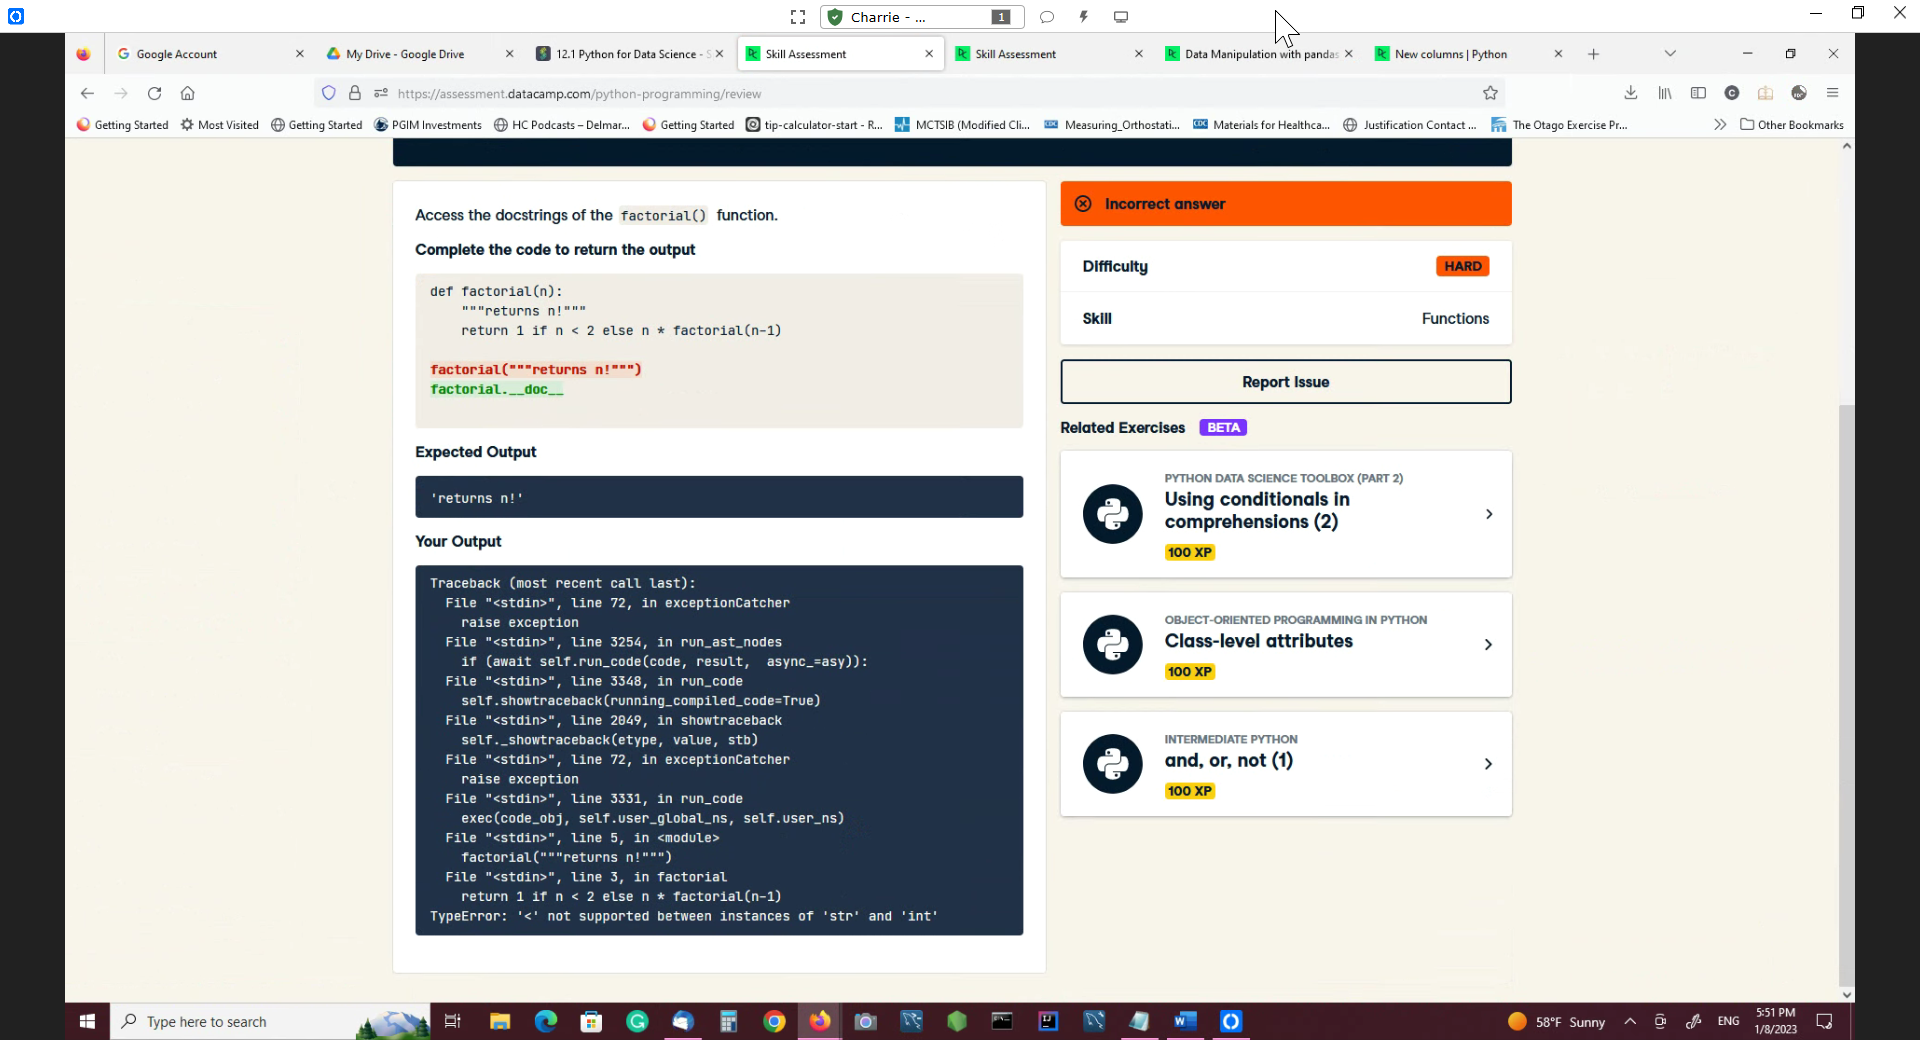 Charrie - ...
1
Google Account
My Drive - Google Drive
12.1 Python for Data Science - S
Skill Assessment
Skill Assessment
Data Manipulation with pandas
New columns | Python
https://assessment.datacamp.com/python-programming/review
Getting Started
Most Visited
Getting Started
PGIM Investments
HC Podcasts – Delmar...
Getting Started
tip-calculator-start - R...
MCTSIB (Modified Cli...
Measuring_Orthostati...
Materials for Healthca...
Justification Contact ...
The Otago Exercise Pr...
Other Bookmarks
Access the docstrings of the factorial() function.
Complete the code to return the output
def factorial(n):
"""returns n!"""
return 1 if n < 2 else n * factorial(n-1)
factorial("""returns n!""")
factorial.__doc__
Expected Output
'returns n!'
Your Output
Traceback (most recent call last):
File "<stdin>", line 72, in exceptionCatcher
raise exception
File "<stdin>", line 3254, in run_ast_nodes
if (await self.run_code(code, result,  async_=asy)):
File "<stdin>", line 3348, in run_code
self.showtraceback(running_compiled_code=True)
File "<stdin>", line 2049, in showtraceback
self._showtraceback(etype, value, stb)
File "<stdin>", line 72, in exceptionCatcher
raise exception
File "<stdin>", line 3331, in run_code
exec(code_obj, self.user_global_ns, self.user_ns)
File "<stdin>", line 5, in <module>
factorial("""returns n!""")
File "<stdin>", line 3, in factorial
return 1 if n < 2 else n * factorial(n-1)
TypeError: '<' not supported between instances of 'str' and 'int'
Incorrect answer
Difficulty
HARD
Skill
Functions
Report Issue
Related Exercises
BETA
PYTHON DATA SCIENCE TOOLBOX (PART 2)
Using conditionals in
comprehensions (2)
100 XP
OBJECT-ORIENTED PROGRAMMING IN PYTHON
Class-level attributes
100 XP
INTERMEDIATE PYTHON
and, or, not (1)
100 XP
Type here to search
58°F Sunny
ENG
5:51 PM
1/8/2023